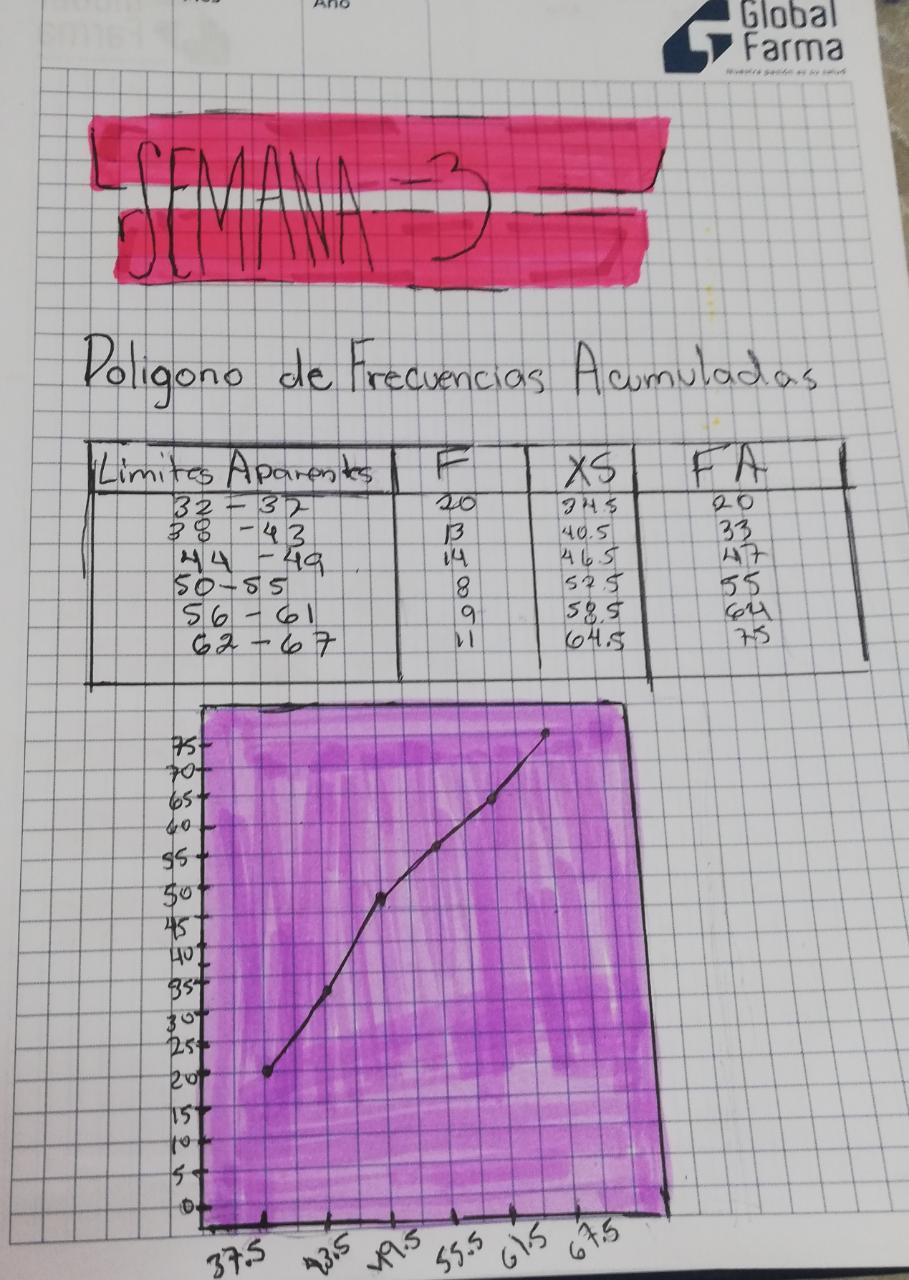 Año
Global
Farma
SEMANA - 3
Poligono de Frecuencias Acumuladas
Limites Aparentes F XS FA
32 - 37 20 34.5 20
38 - 43 13 40.5 33
44 - 49 14 46.5 47
50 - 55 8 52.5 55
56 - 61 9 58.5 64
62 - 67 11 64.5 75
75
70
65
60
55
50
45
40
35
30
25
20
15
10
5
0
37.5 43.5 49.5 55.5 61.5 67.5